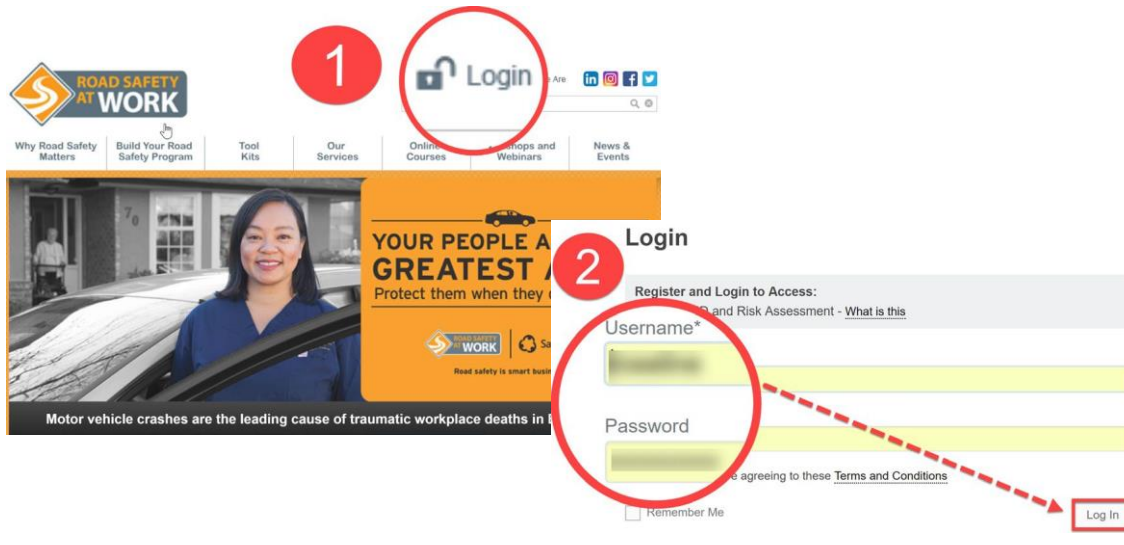 1
Login
e Are
ROAD SAFETY
AT WORK
Why Road Safety Matters
Build Your Road Safety Program
Tool Kits
Our Services
Online Courses
Webinars
News & Events
70
YOUR PEOPLE A
GREATEST
Protect them when they
ROAD SAFETY
AT WORK
Sa
Road safety is smart busin
Motor vehicle crashes are the leading cause of traumatic workplace deaths in
2
Login
Register and Login to Access:
and Risk Assessment - What is this
Username*
Password
e agreeing to these Terms and Conditions
Remember Me
Log In